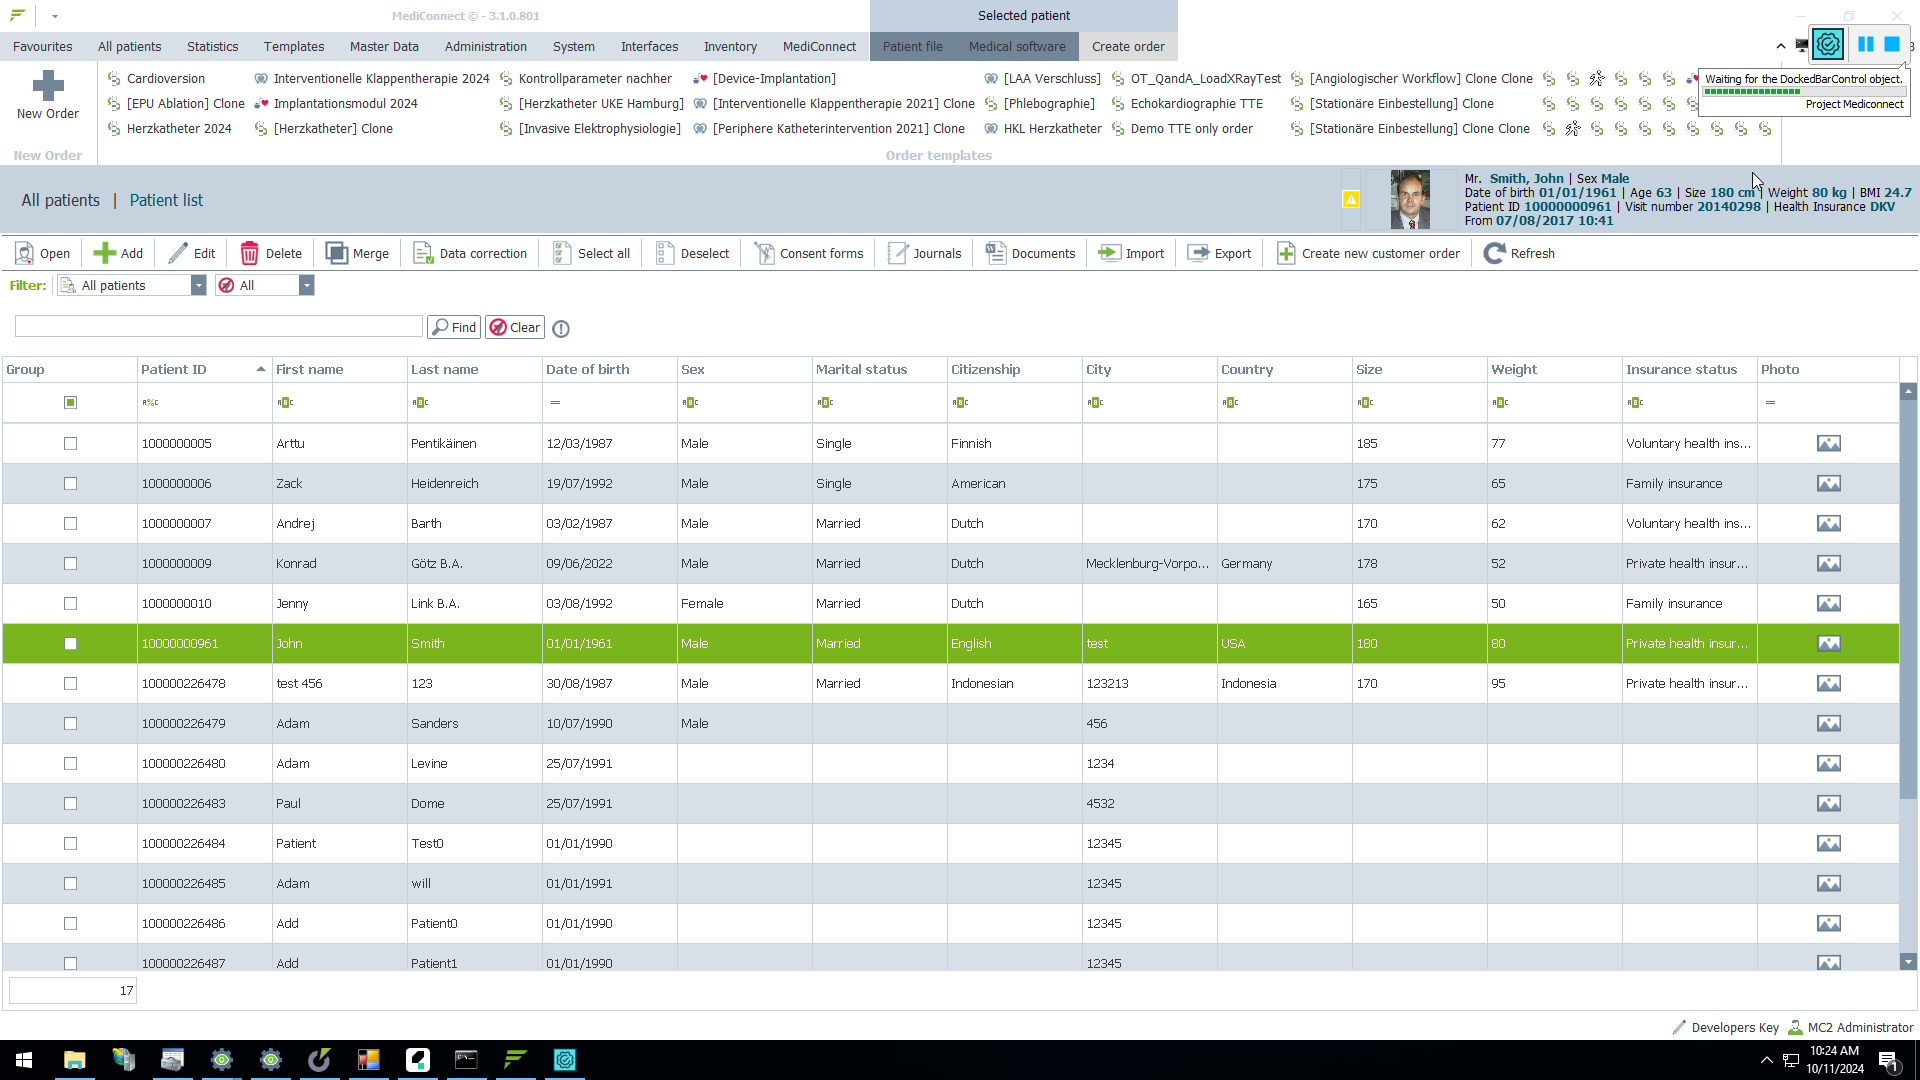 MediConnect © - 3.1.0.801
Selected patient
Favourites All patients Statistics Templates Master Data Administration System Interfaces Inventory MediConnect Patient file Medical software Create order
Waiting for the DockedBarControl object.
Project Mediconnect
Cardioversion Interventionelle Klappentherapie 2024 Kontrollparameter nachher [Device-Implantation] [LAA Verschluss] OT_QandA_LoadXRayTest [Angiologischer Workflow] Clone Clone
[EPU Ablation] Clone Implantationsmodul 2024 [Herzkatheter UKE Hamburg] [Interventionelle Klappentherapie 2021] Clone [Phlebographie] Echokardiographie TTE [Stationäre Einbestellung] Clone
Herzkatheter 2024 [Herzkatheter] Clone [Invasive Elektrophysiologie] [Periphere Katheterintervention 2021] Clone HKL Herzkatheter Demo TTE only order [Stationäre Einbestellung] Clone Clone
New Order
New Order Order templates
All patients | Patient list
Mr. Smith, John | Sex Male
Date of birth 01/01/1961 | Age 63 | Size 180 cm | Weight 80 kg | BMI 24.7
Patient ID 10000000961 | Visit number 20140298 | Health Insurance DKV
From 07/08/2017 10:41
Open Add Edit Delete Merge Data correction Select all Deselect Consent forms Journals Documents Import Export Create new customer order Refresh
Filter: All patients All
Find Clear
Group Patient ID First name Last name Date of birth Sex Marital status Citizenship City Country Size Weight Insurance status Photo
1000000005 Arttu Pentikäinen 12/03/1987 Male Single Finnish 185 77 Voluntary health ins...
1000000006 Zack Heidenreich 19/07/1992 Male Single American 175 65 Family insurance
1000000007 Andrej Barth 03/02/1987 Male Married Dutch 170 62 Voluntary health ins...
1000000009 Konrad Götz B.A. 09/06/2022 Male Married Dutch Mecklenburg-Vorpo... Germany 178 52 Private health insur...
1000000010 Jenny Link B.A. 03/08/1992 Female Married Dutch 165 50 Family insurance
10000000961 John Smith 01/01/1961 Male Married English test USA 180 80 Private health insur...
100000226478 test 456 123 30/08/1987 Male Married Indonesian 123213 Indonesia 170 95 Private health insur...
100000226479 Adam Sanders 10/07/1990 Male 456
100000226480 Adam Levine 25/07/1991 1234
100000226483 Paul Dome 25/07/1991 4532
100000226484 Patient Test0 01/01/1990 12345
100000226485 Adam will 01/01/1991 12345
100000226486 Add Patient0 01/01/1990 12345
100000226487 Add Patient1 01/01/1990 12345
17
Developers Key MC2 Administrator
10:24 AM
10/11/2024
1